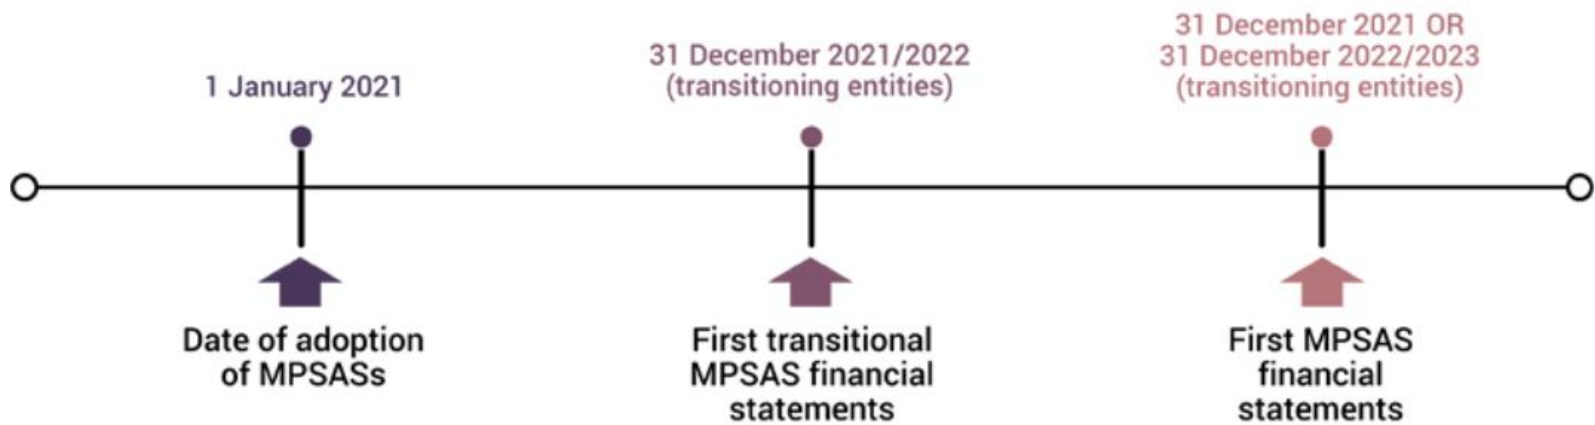 1 January 2021
31 December 2021/2022
(transitioning entities)
31 December 2021 OR
31 December 2022/2023
(transitioning entities)
Date of adoption
of MPSASs
First transitional
MPSAS financial
statements
First MPSAS
financial
statements